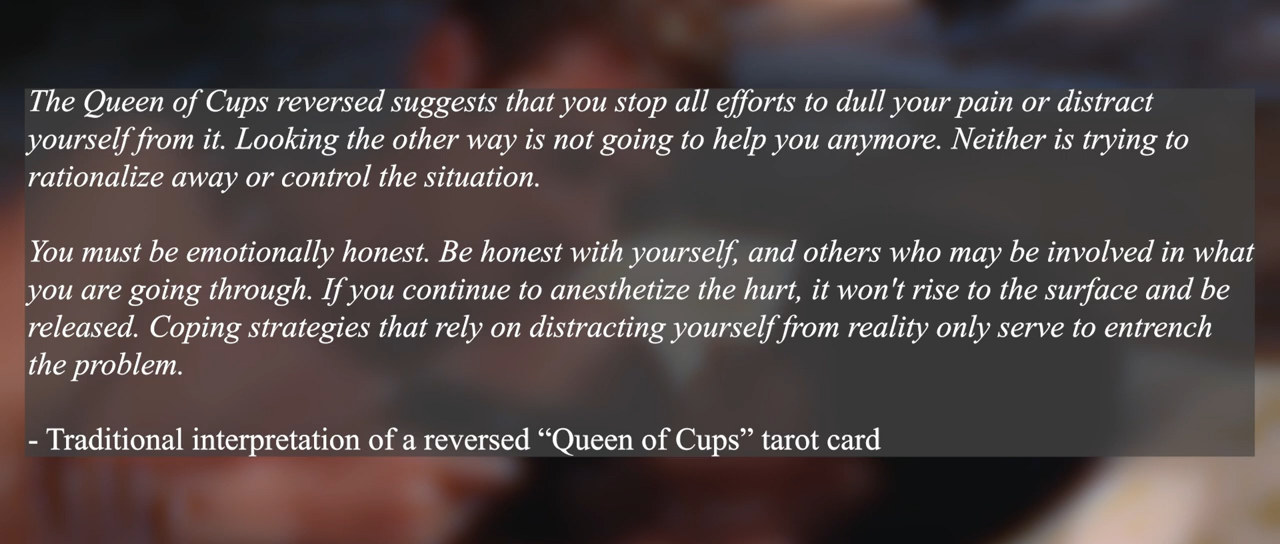 The Queen of Cups reversed suggests that you stop all efforts to dull your pain or distract
yourself from it. Looking the other way is not going to help you anymore. Neither is trying to
rationalize away or control the situation.
You must be emotionally honest. Be honest with yourself, and others who may be involved in what
you are going through. If you continue to anesthetize the hurt, it won't rise to the surface and be
released. Coping strategies that rely on distracting yourself from reality only serve to entrench
the problem.
- Traditional interpretation of a reversed “Queen of Cups” tarot card